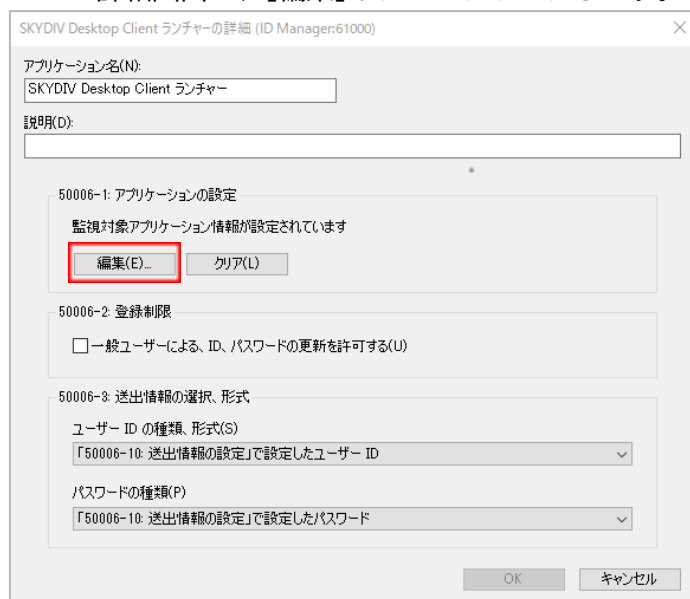 SKYDIV Desktop Client ランチャーの詳細 (ID Manager:61000)
アプリケーション名(N):
SKYDIV Desktop Client ランチャー
説明(D):
50006-1: アプリケーションの設定
監視対象アプリケーション情報が設定されています
編集(E)... クリア(L)
50006-2: 登録制限
一般ユーザーによる、ID、パスワードの更新を許可する(U)
50006-3: 送出情報の選択、形式
ユーザー ID の種類、形式(S)
「50006-10: 送出情報の設定」で設定したユーザー ID
パスワードの種類(P)
「50006-10: 送出情報の設定」で設定したパスワード
OK キャンセル